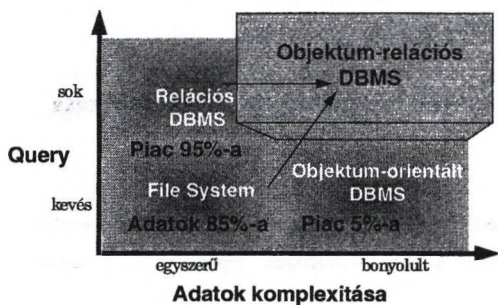 Objektum-relációs
DBMS
sok
Relációs
DBMS
Query
Piac 95%-a
Objektum-orientált
DBMS
File System
kevés
Adatok 85%-a
Piac 5%-a
egyszerű
bonyolult
Adatok komplexitása